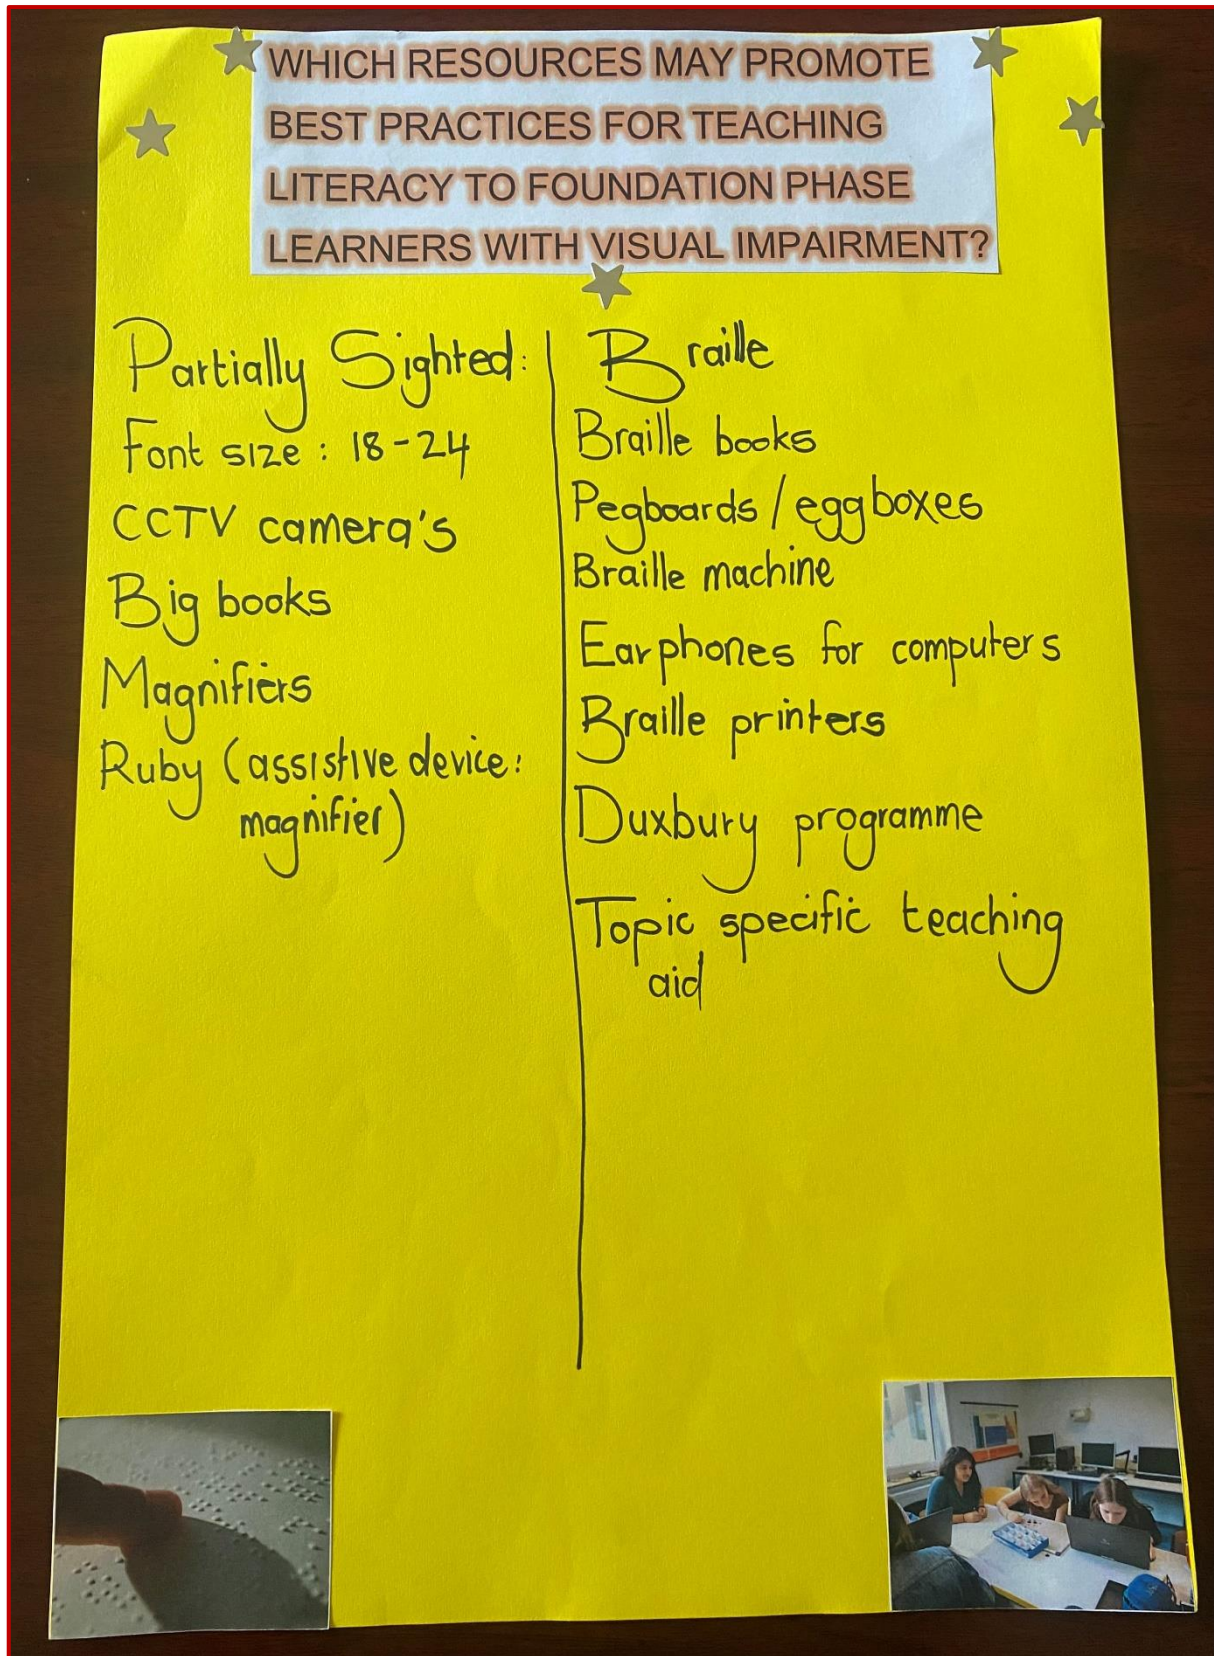 WHICH RESOURCES MAY PROMOTE
BEST PRACTICES FOR TEACHING
LITERACY TO FOUNDATION PHASE
LEARNERS WITH VISUAL IMPAIRMENT?
Partially Sighted:
Font size : 18-24
CCTV camera's
Big books
Magnifiers
Ruby (assistive device:
magnifier)
Braille
Braille books
Pegboards / eggboxes
Braille machine
Earphones for computers
Braille printers
Duxbury programme
Topic specific teaching
aid